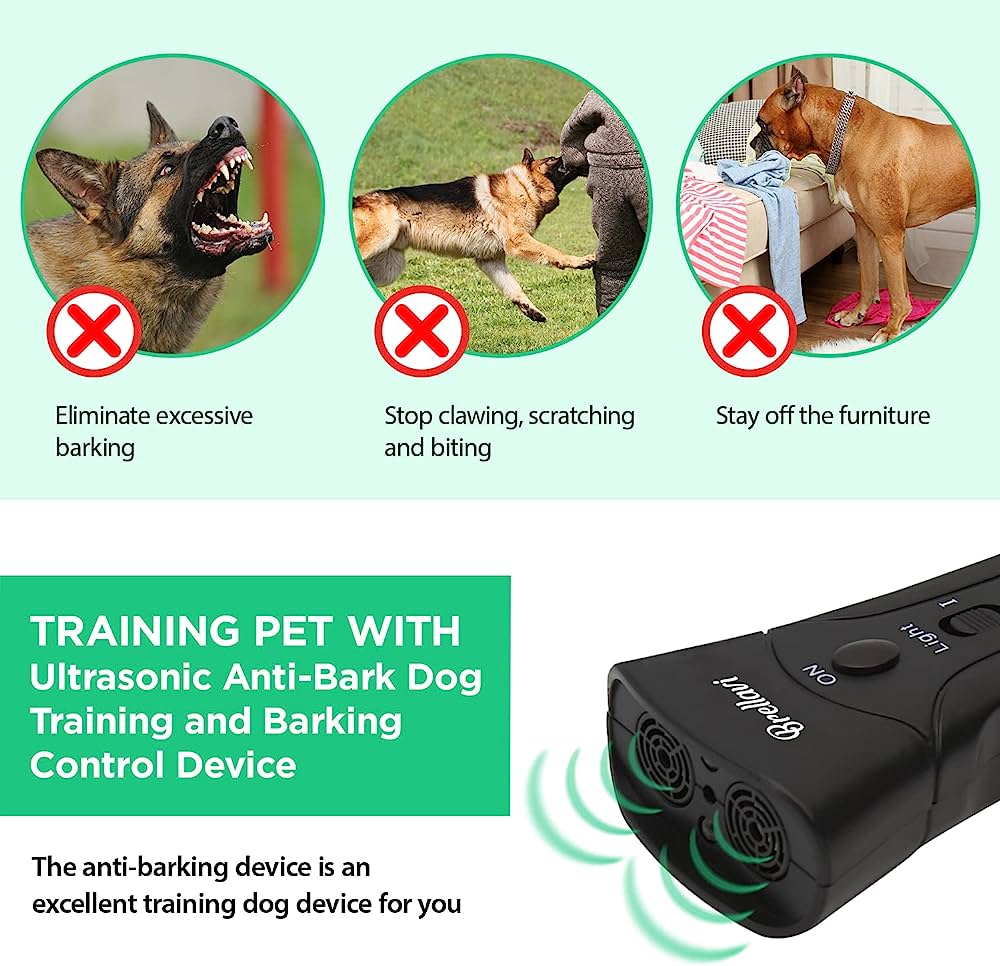 Eliminate excessive
barking
Stop clawing, scratching
and biting
Stay off the furniture
TRAINING PET WITH
Ultrasonic Anti-Bark Dog
Training and Barking
Control Device
The anti-barking device is an
excellent training dog device for you
Brellavi
ON
Light
I